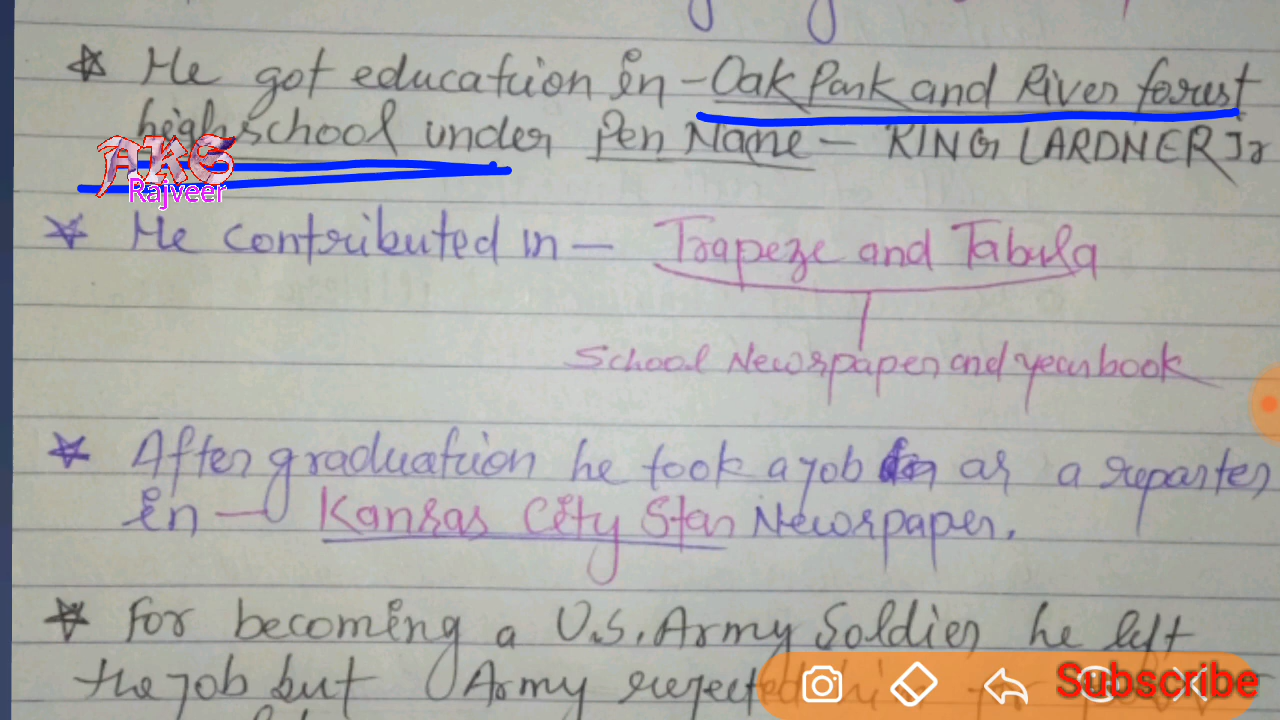 He got education in - Oak Park and River forest
high school under Pen Name - RING LARDNER Jr
AKG
Rajveer
He contributed in - Trapeze and Tabula
School Newspaper and yearbook
After graduation he took a job as a reporter
in - Kansas City Star Newspaper.
For becoming a U.S. Army Soldier he left
the job but Army rejected
Subscribe